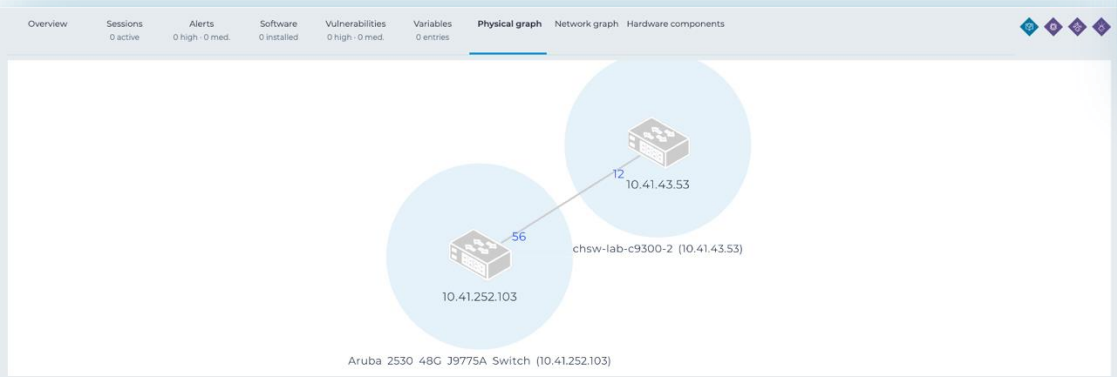 Overview Sessions Alerts Software Vulnerabilities Variables Physical graph Network graph Hardware components
0 active 0 high · 0 med. 0 installed 0 high · 0 med. 0 entries
12
10.41.43.53
56
chsw-lab-c9300-2 (10.41.43.53)
10.41.252.103
Aruba 2530 48G J9775A Switch (10.41.252.103)